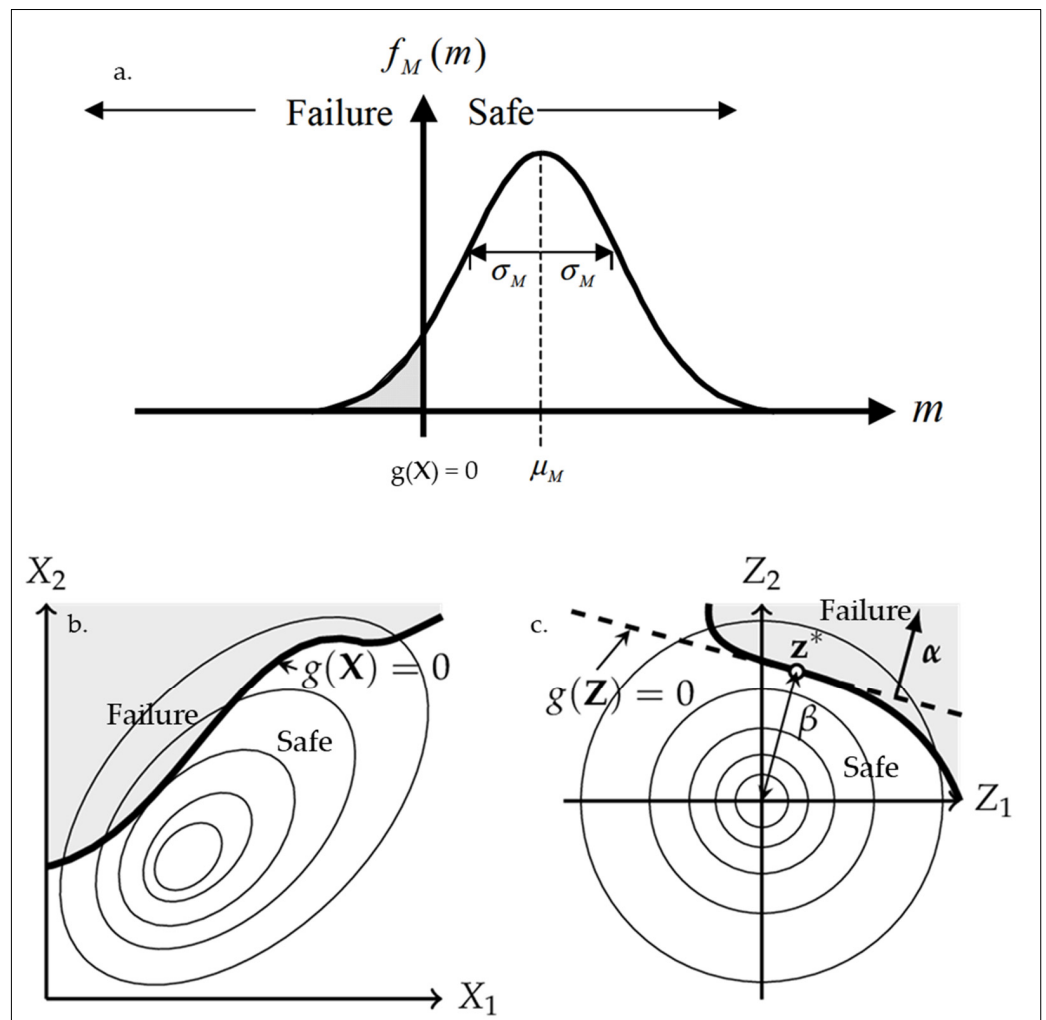 a.
f_M (m)
Failure Safe
σ_M σ_M
m
g(X) = 0 μ_M
X₂
b.
g(X) = 0
Failure
Safe
X₁
Z₂
c.
Failure
z*
α
g(Z) = 0
β
Safe
Z₁